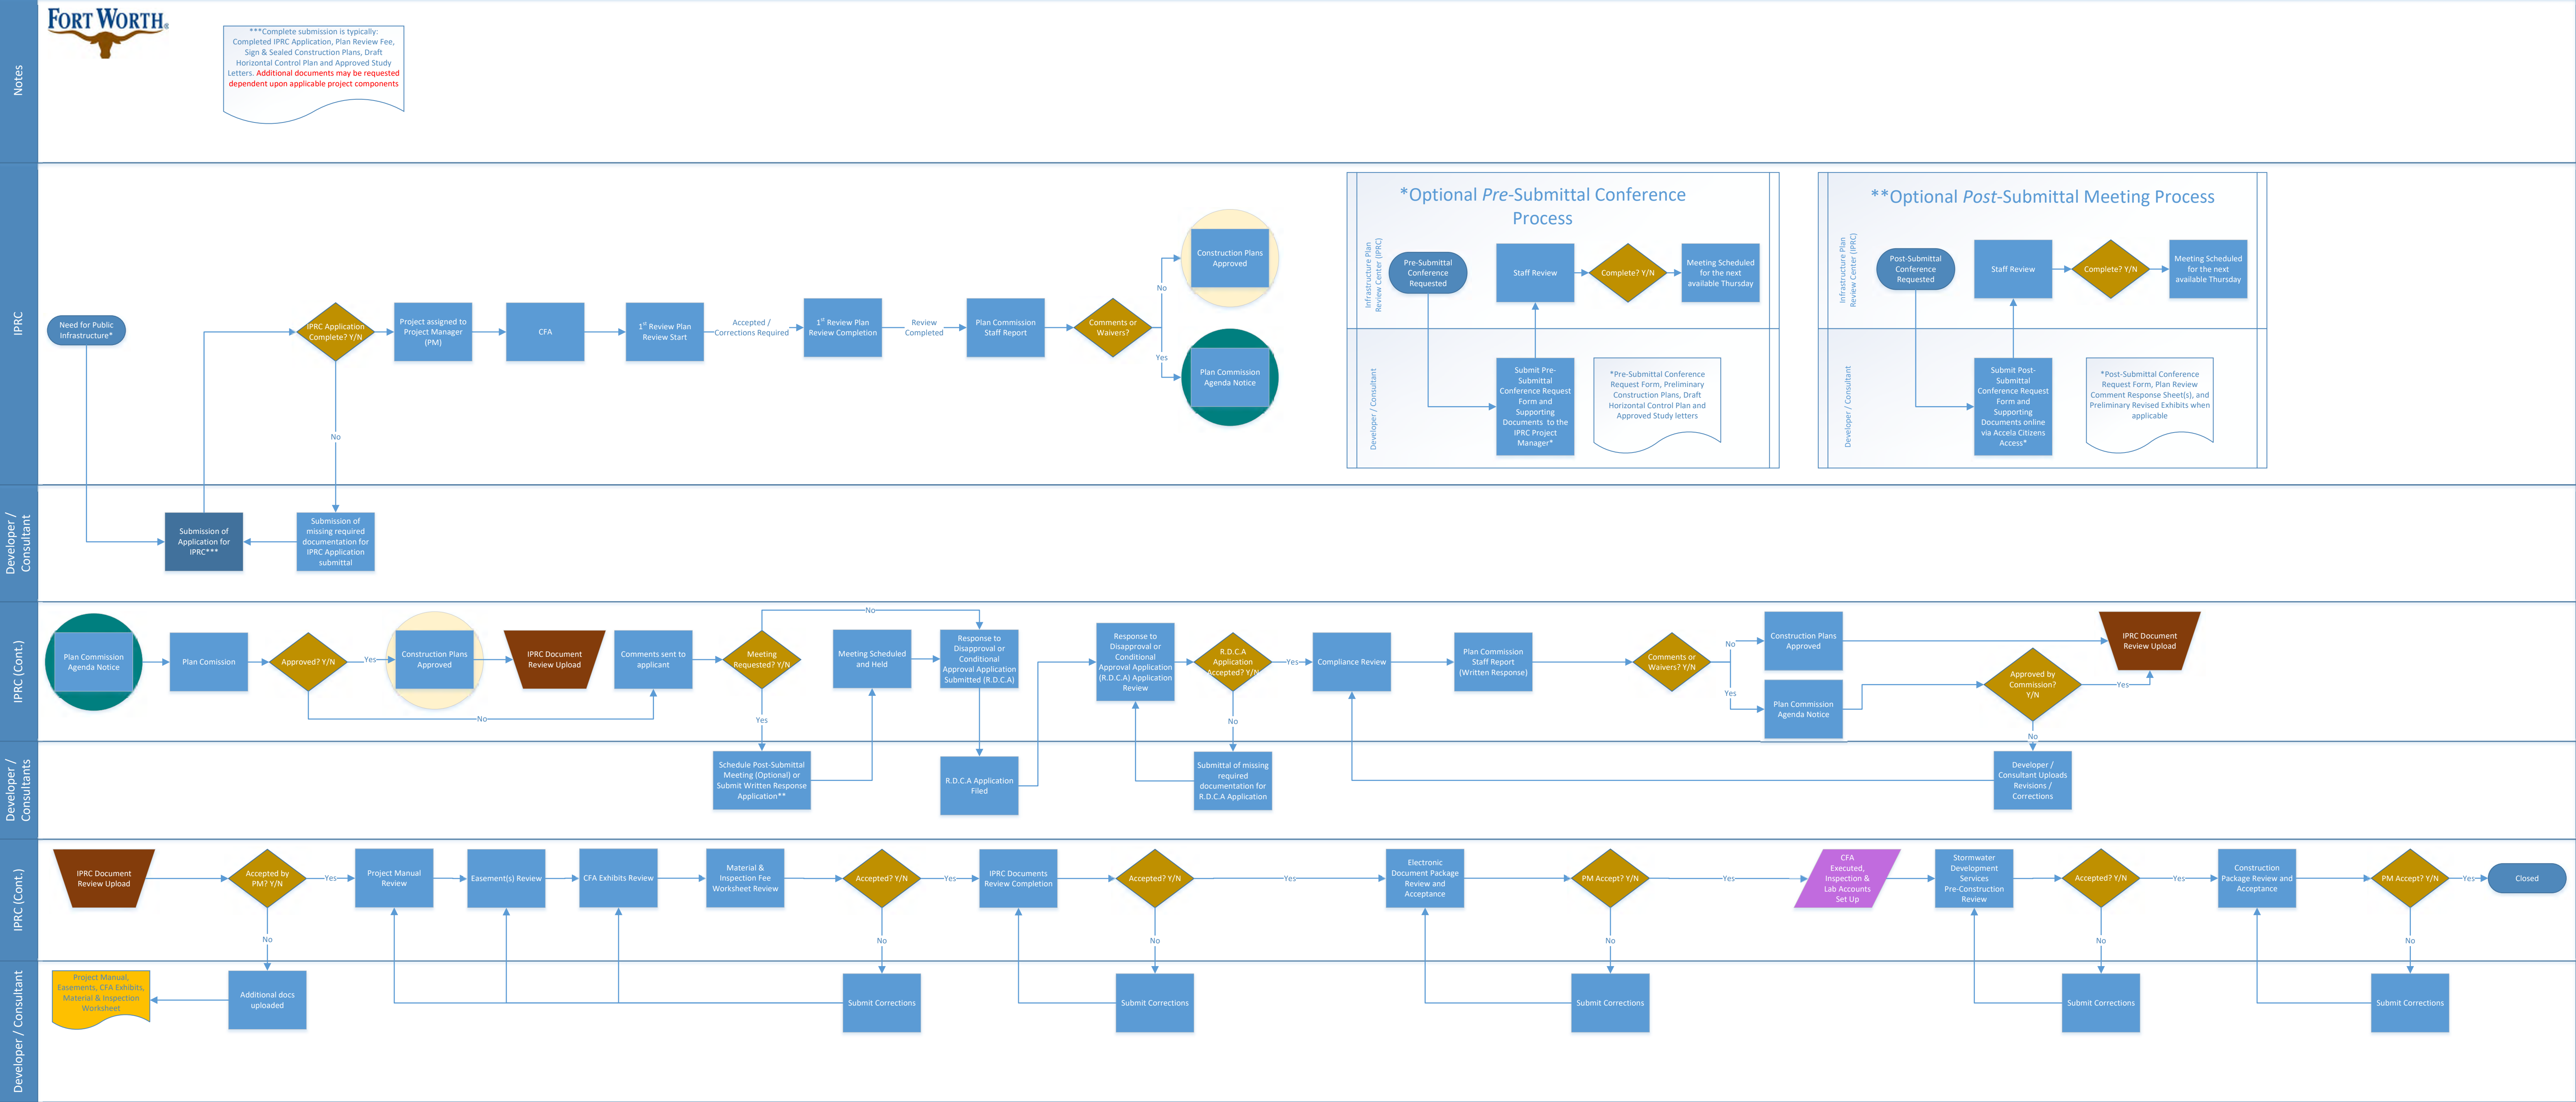 FORT WORTH®
Notes
***Complete submission is typically:
Completed IPRC Application, Plan Review Fee,
Sign & Sealed Construction Plans, Draft
Horizontal Control Plan and Approved Study
Letters. Additional documents may be requested
dependent upon applicable project components
IPRC
Need for Public
Infrastructure*
IPRC Application
Complete? Y/N
No
Project assigned to
Project Manager
(PM)
CFA
1st Review Plan
Review Start
Accepted /
Corrections Required
1st Review Plan
Review Completion
Review
Completed
Plan Commission
Staff Report
Comments or
Waivers?
No
Yes
Construction Plans
Approved
Plan Commission
Agenda Notice
*Optional Pre-Submittal Conference
Process
Infrastructure Plan
Review Center (IPRC)
Pre-Submittal
Conference
Requested
Staff Review
Complete? Y/N
Meeting Scheduled
for the next
available Thursday
Developer / Consultant
Submit Pre-
Submittal
Conference Request
Form and
Supporting
Documents to the
IPRC Project
Manager*
*Pre-Submittal Conference
Request Form, Preliminary
Construction Plans, Draft
Horizontal Control Plan and
Approved Study letters
**Optional Post-Submittal Meeting Process
Infrastructure Plan
Review Center (IPRC)
Post-Submittal
Conference
Requested
Staff Review
Complete? Y/N
Meeting Scheduled
for the next
available Thursday
Developer / Consultant
Submit Post-
Submittal
Conference Request
Form and
Supporting
Documents online
via Accela Citizens
Access*
*Post-Submittal Conference
Request Form, Plan Review
Comment Response Sheet(s), and
Preliminary Revised Exhibits when
applicable
Developer /
Consultant
Submission of
Application for
IPRC***
Submission of
missing required
documentation for
IPRC Application
submittal
IPRC (Cont.)
Plan Commission
Agenda Notice
Plan Comission
Approved? Y/N
Yes
No
Construction Plans
Approved
IPRC Document
Review Upload
Comments sent to
applicant
Meeting
Requested? Y/N
No
Yes
Meeting Scheduled
and Held
Response to
Disapproval or
Conditional
Approval Application
Submitted (R.D.C.A)
Response to
Disapproval or
Conditional
Approval Application
(R.D.C.A) Application
Review
R.D.C.A
Application
Accepted? Y/N
Yes
No
Compliance Review
Plan Commission
Staff Report
(Written Response)
Comments or
Waivers? Y/N
No
Yes
Construction Plans
Approved
Plan Commission
Agenda Notice
Approved by
Commission?
Y/N
Yes
No
IPRC Document
Review Upload
Developer /
Consultants
Schedule Post-Submittal
Meeting (Optional) or
Submit Written Response
Application**
R.D.C.A Application
Filed
Submittal of missing
required
documentation for
R.D.C.A Application
Developer /
Consultant Uploads
Revisions /
Corrections
IPRC (Cont.)
IPRC Document
Review Upload
Accepted by
PM? Y/N
Yes
No
Project Manual
Review
Easement(s) Review
CFA Exhibits Review
Material &
Inspection Fee
Worksheet Review
Accepted? Y/N
Yes
No
IPRC Documents
Review Completion
Accepted? Y/N
Yes
No
Electronic
Document Package
Review and
Acceptance
PM Accept? Y/N
Yes
No
CFA
Executed,
Inspection &
Lab Accounts
Set Up
Stormwater
Development
Services
Pre-Construction
Review
Accepted? Y/N
Yes
No
Construction
Package Review and
Acceptance
PM Accept? Y/N
Yes
No
Closed
Developer / Consultant
Project Manual,
Easements, CFA Exhibits,
Material & Inspection
Worksheet
Additional docs
uploaded
Submit Corrections
Submit Corrections
Submit Corrections
Submit Corrections
Submit Corrections